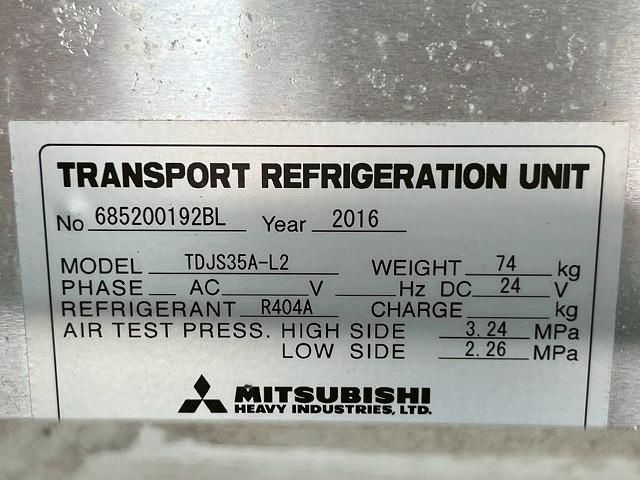 TRANSPORT REFRIGERATION UNIT
No 685200192BL Year 2016
MODEL TDJS35A-L2 WEIGHT 74 kg
PHASE AC V Hz DC 24 V
REFRIGERANT R404A CHARGE kg
AIR TEST PRESS. HIGH SIDE 3.24 MPa
LOW SIDE 2.26 MPa
MITSUBISHI
HEAVY INDUSTRIES, LTD.